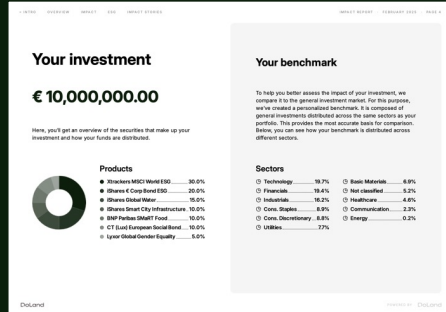 INTRO OVERVIEW IMPACT ESG IMPACT STORIES
IMPACT REPORT FEBRUARY 2023 PAGE 4
Your investment
€ 10,000,000.00
Here, you'll get an overview of the securities that make up your
investment and how your funds are distributed.
Products
Xtrackers MSCI World ESG 30.0%
iShares € Corp Bond ESG 20.0%
iShares Global Water 15.0%
iShares Smart City Infrastructure 10.0%
BNP Paribas SMaRT Food 10.0%
CT (Lux) European Social Bond 10.0%
Lyxor Global Gender Equality 5.0%
Your benchmark
To help you better assess the impact of your investment, we
compare it to the general investment market. For this purpose,
we've created a personalized benchmark. It is composed of
general investments distributed across the same sectors as your
portfolio. This provides the most accurate basis for comparison.
Below, you can see how your benchmark is distributed across
different sectors.
Sectors
Technology 19.7%
Financials 19.4%
Industrials 16.2%
Cons. Staples 8.9%
Cons. Discretionary 8.8%
Utilities 7.7%
Basic Materials 6.9%
Not classified 5.2%
Healthcare 4.6%
Communication 2.3%
Energy 0.2%
DoLand
DoLand